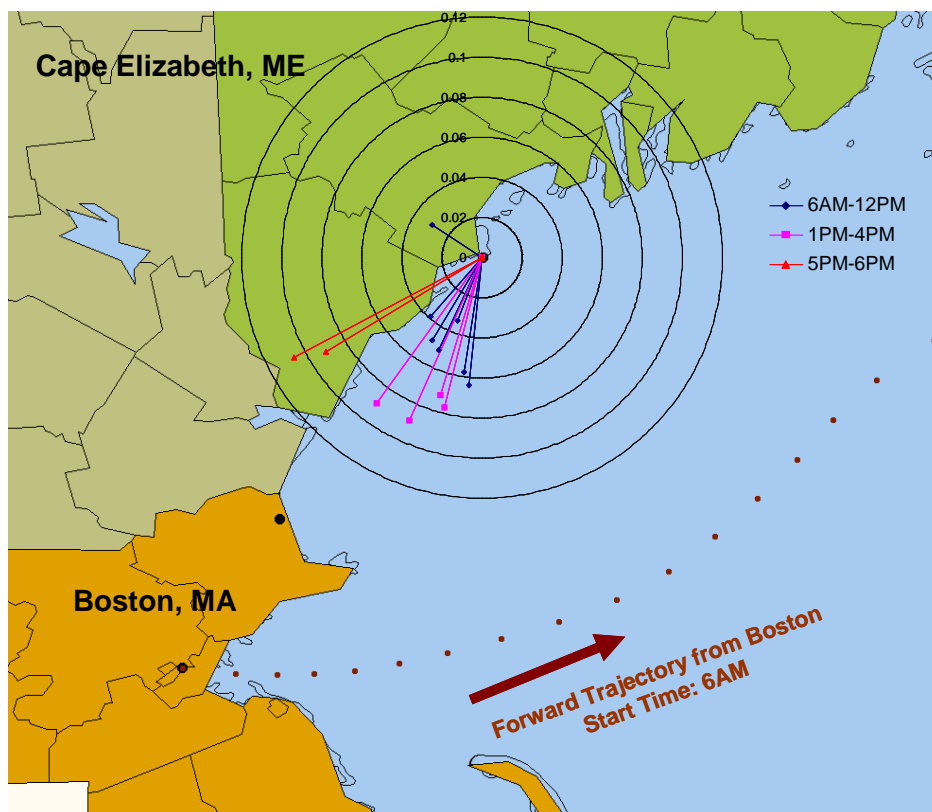 0.12
Cape Elizabeth, ME
0.1
0.08
0.06
0.04
0.02
0
6AM-12PM
1PM-4PM
5PM-6PM
Boston, MA
Forward Trajectory from Boston
Start Time: 6AM